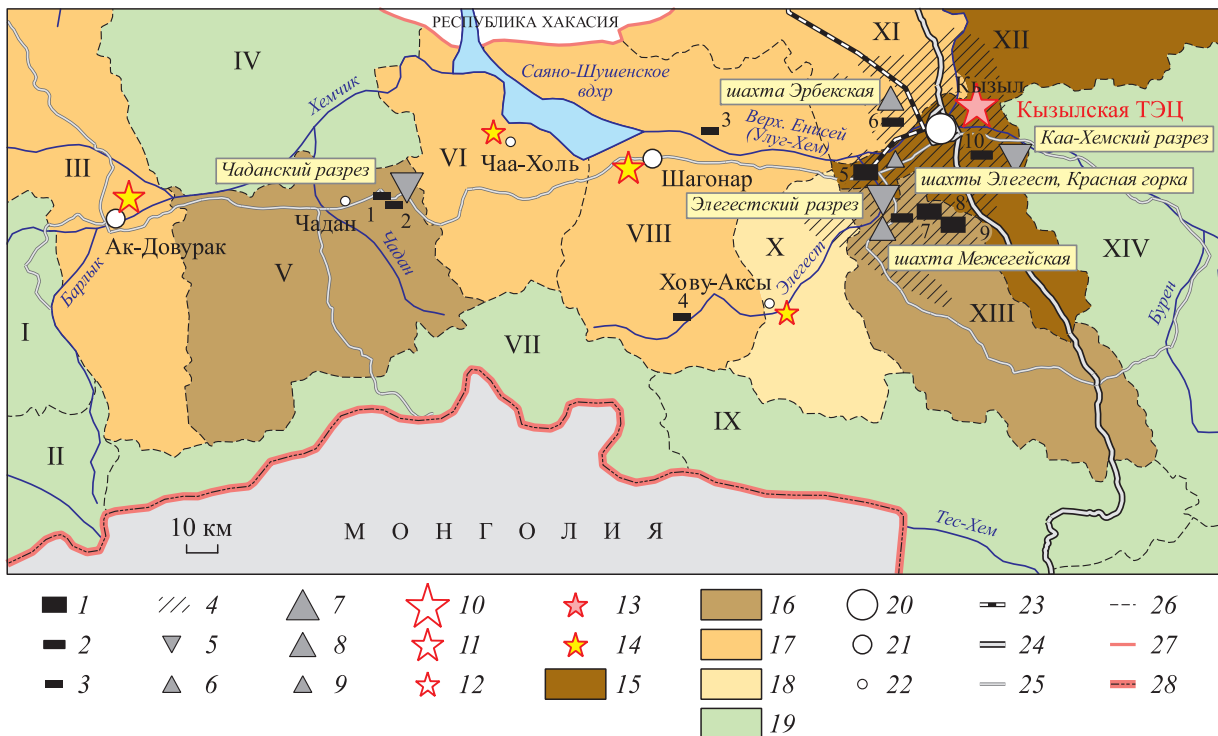 РЕСПУБЛИКА ХАКАСИЯ
XI
XII
IV
Хемчик
Саяно-Шушенское
вдхр
шахта Эрбекская
Кызыл
Кызылская ТЭЦ
3
6
Верх. Енисей
(Улуг-Хем)
Каа-Хемский разрез
III
VI
Чаа-Холь
10
Чаданский разрез
Шагонар
5
шахты Элегест, Красная горка
Чадан
1
2
Элегестский разрез
Ак-Довурак
8
7
9
V
Чадан
VIII
X
XIV
шахта Межегейская
Барлык
Хову-Аксы
Элегест
4
Бурен
I
VII
XIII
IX
II
10 км
МОНГОЛИЯ
Тес-Хем
1
4
7
10
13
16
20
23
26
2
5
8
11
14
17
21
24
27
3
6
9
12
15
18
22
25
28
19